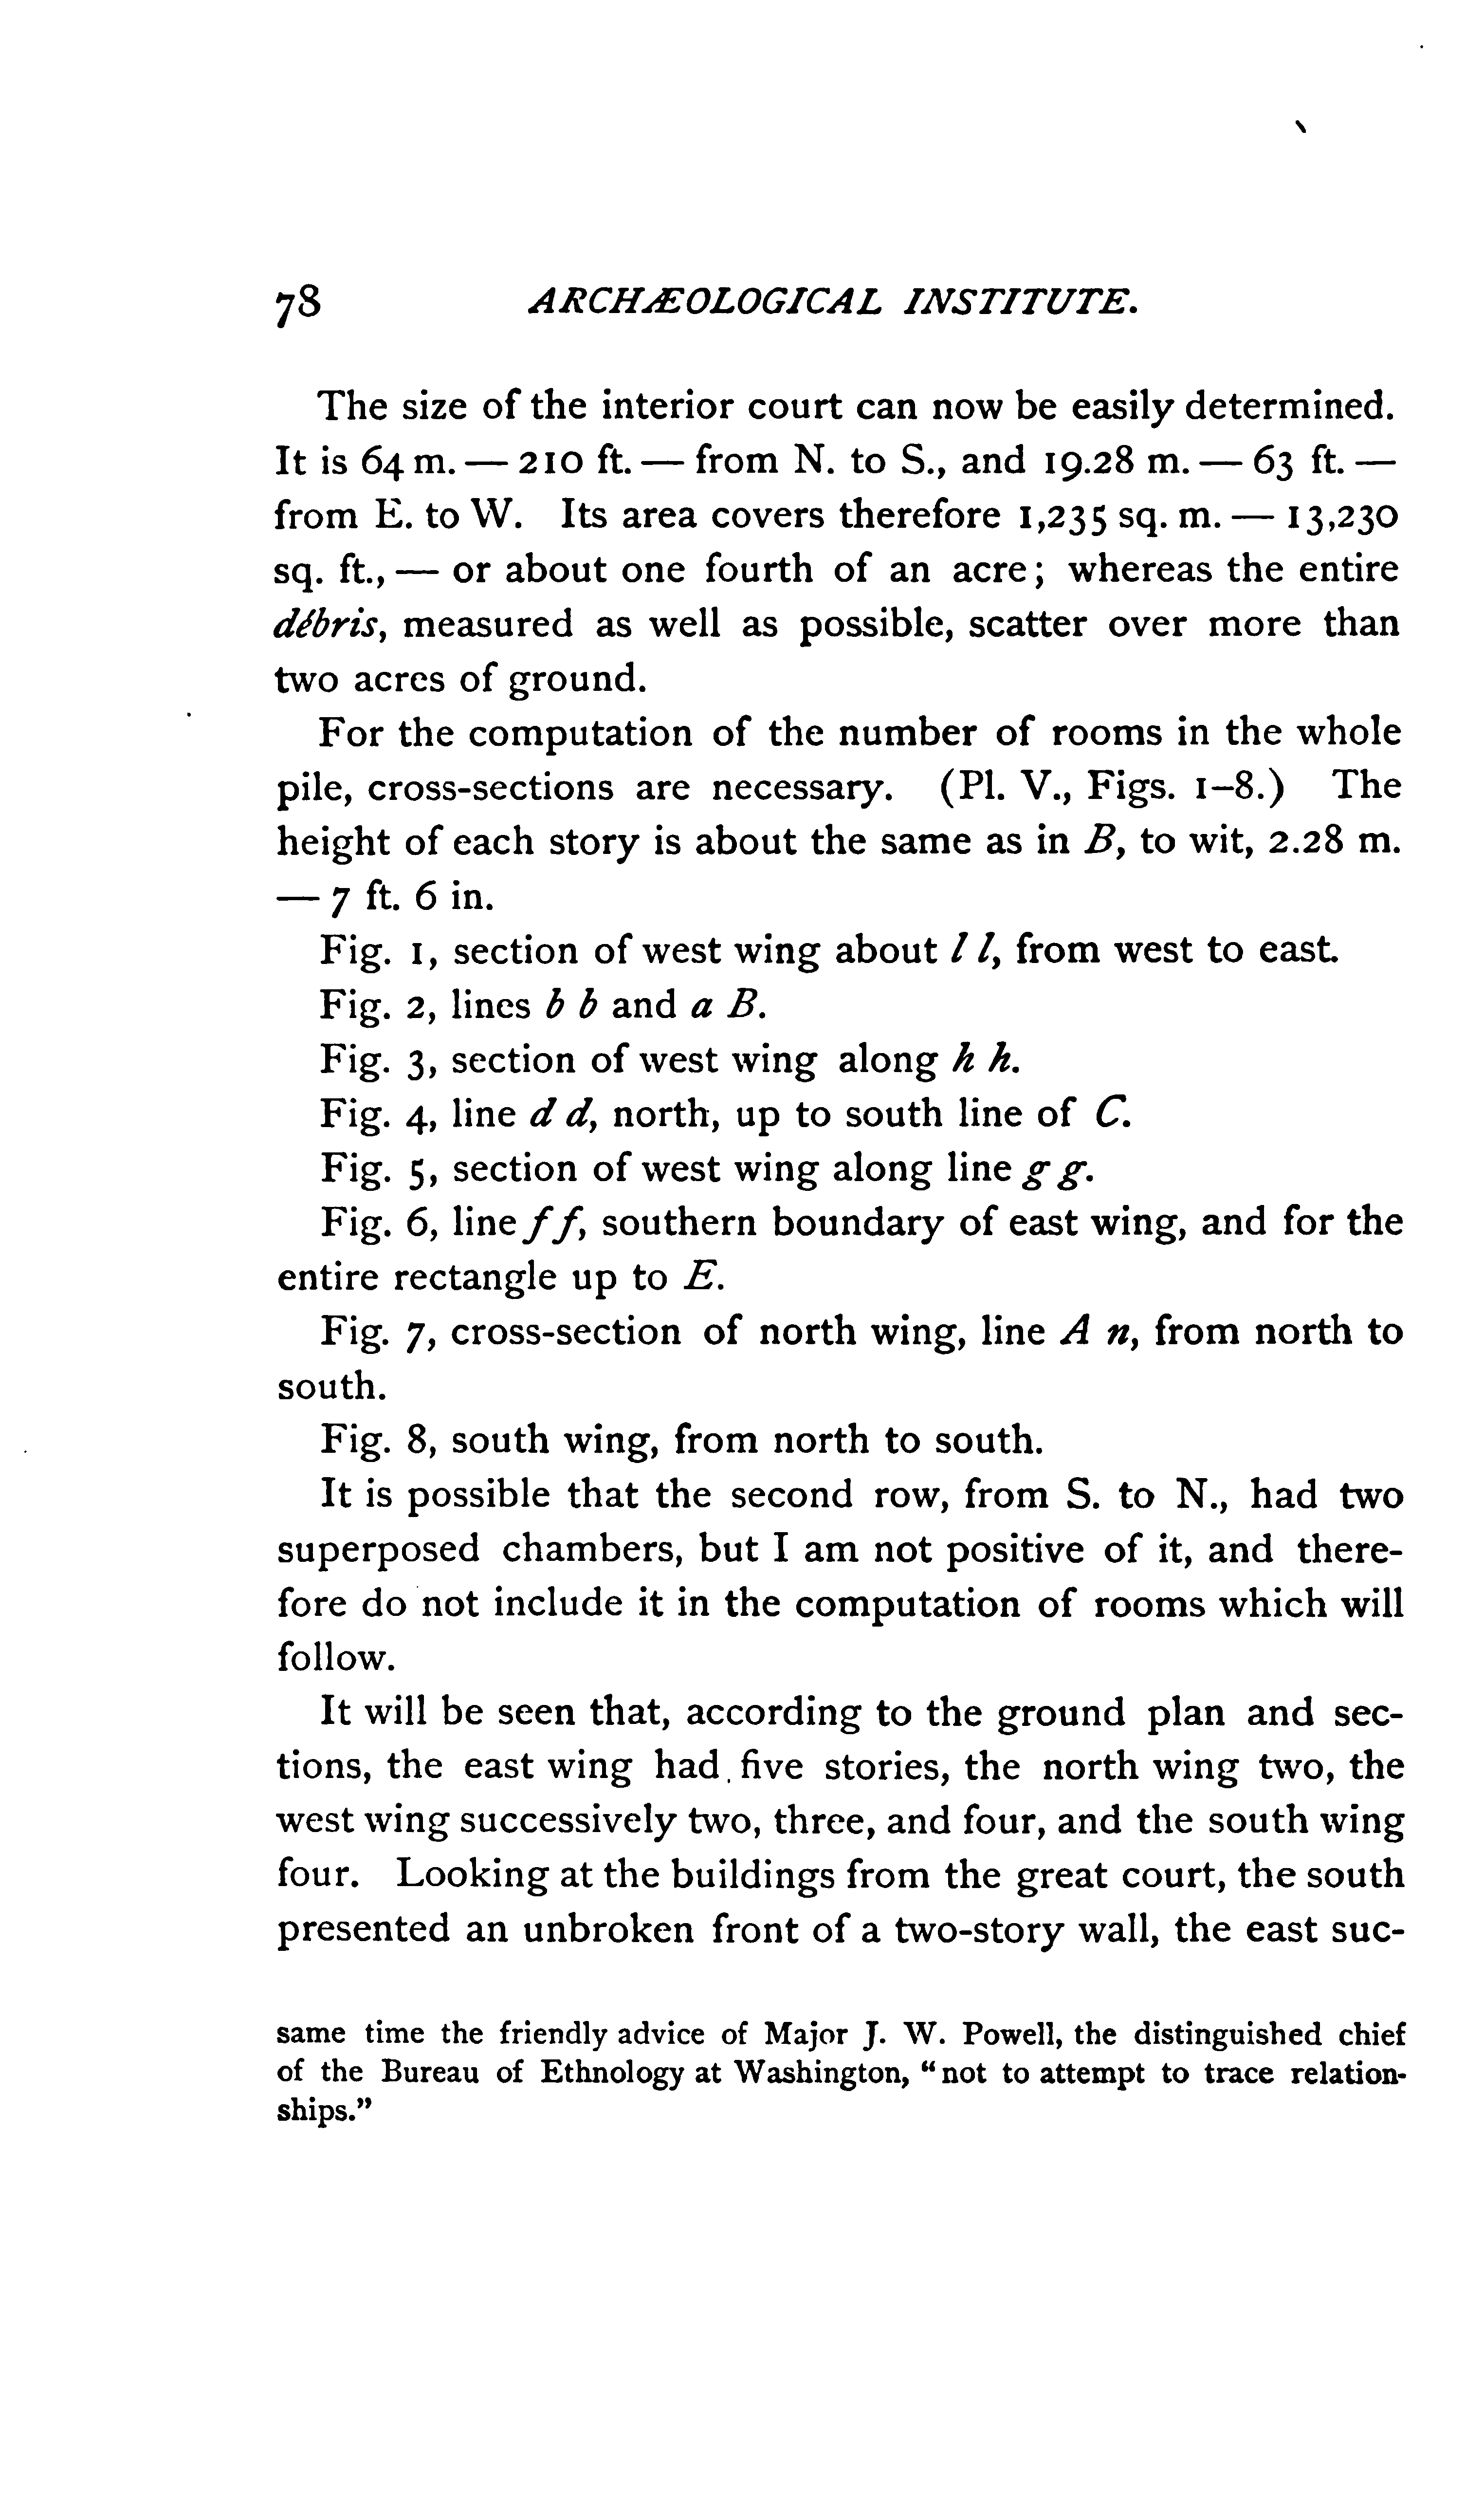 78 ARCHÆOLOGICAL INSTITUTE.
The size of the interior court can now be easily determined.
It is 64 m. — 210 ft. — from N. to S., and 19.28 m. — 63 ft. —
from E. to W. Its area covers therefore 1,235 sq. m. — 13,230
sq. ft., — or about one fourth of an acre; whereas the entire
débris, measured as well as possible, scatter over more than
two acres of ground.
For the computation of the number of rooms in the whole
pile, cross-sections are necessary. (Pl. V., Figs. 1–8.) The
height of each story is about the same as in B, to wit, 2.28 m.
— 7 ft. 6 in.
Fig. 1, section of west wing about l l, from west to east.
Fig. 2, lines b b and a B.
Fig. 3, section of west wing along h h.
Fig. 4, line d d, north, up to south line of C.
Fig. 5, section of west wing along line g g.
Fig. 6, line f f, southern boundary of east wing, and for the
entire rectangle up to E.
Fig. 7, cross-section of north wing, line A n, from north to
south.
Fig. 8, south wing, from north to south.
It is possible that the second row, from S. to N., had two
superposed chambers, but I am not positive of it, and there-
fore do not include it in the computation of rooms which will
follow.
It will be seen that, according to the ground plan and sec-
tions, the east wing had five stories, the north wing two, the
west wing successively two, three, and four, and the south wing
four. Looking at the buildings from the great court, the south
presented an unbroken front of a two-story wall, the east suc-
same time the friendly advice of Major J. W. Powell, the distinguished chief
of the Bureau of Ethnology at Washington, "not to attempt to trace relation-
ships."